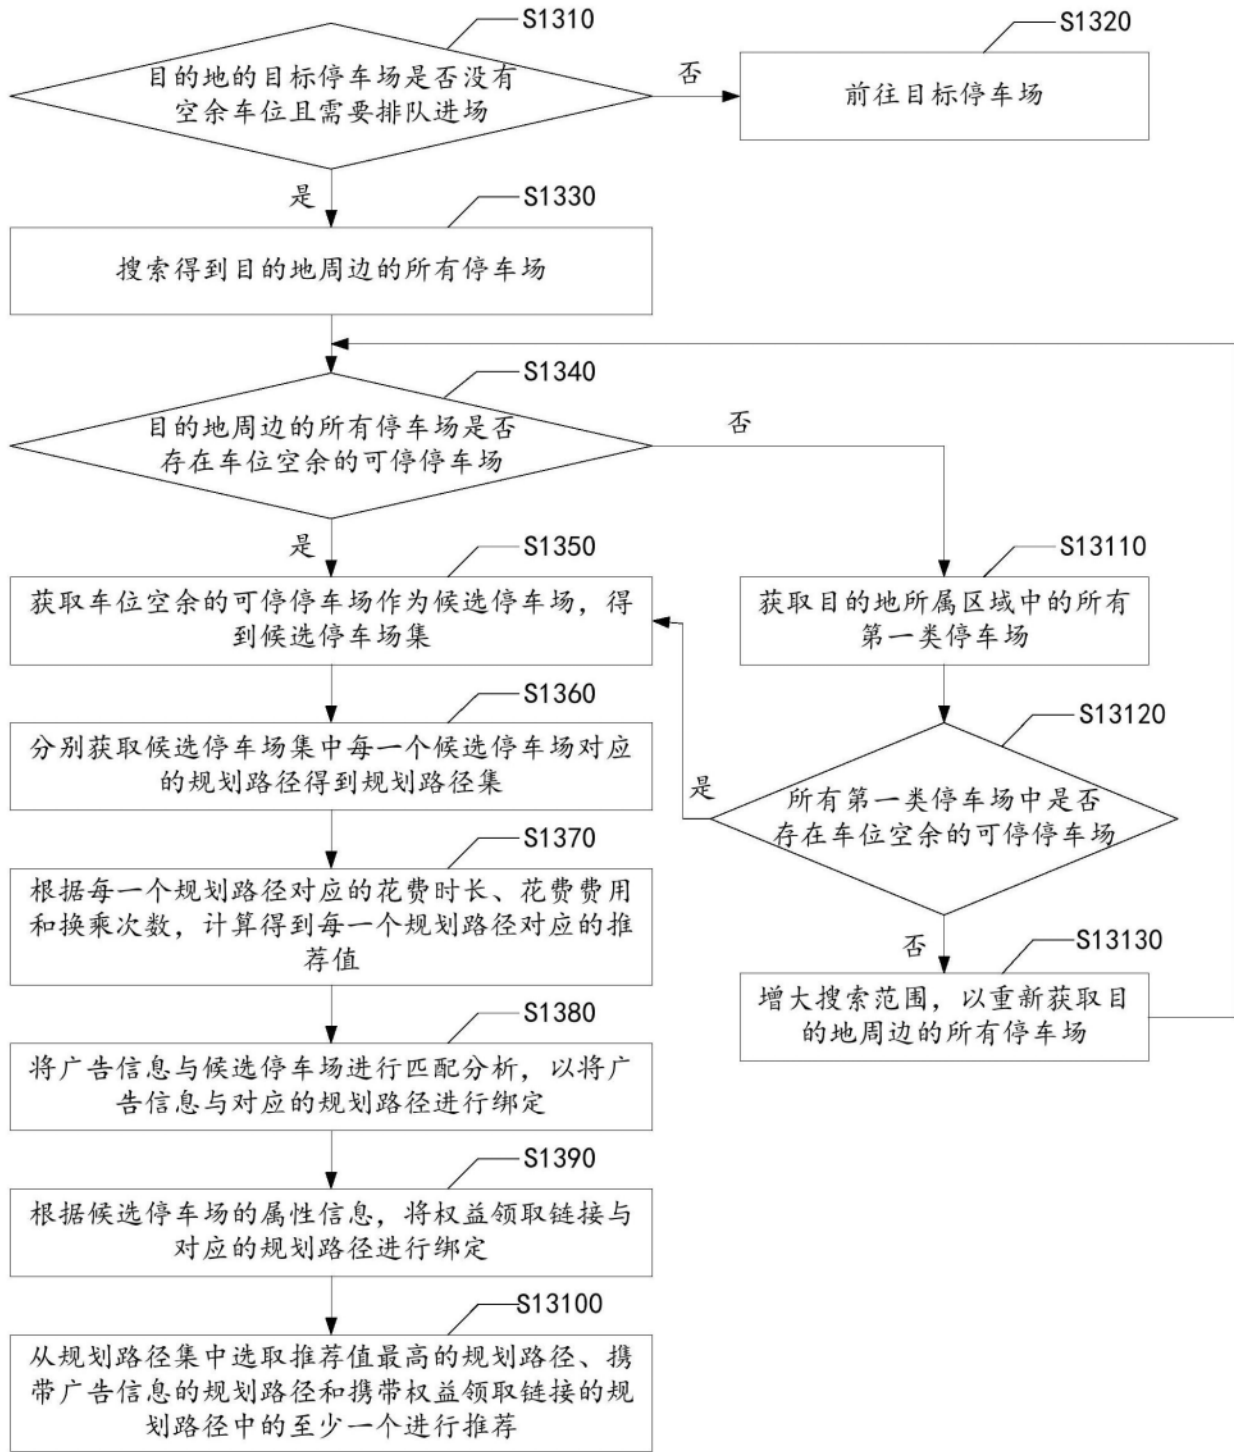 S1310
目的地的目标停车场是否没有
空余车位且需要排队进场
否
S1320
前往目标停车场
是
S1330
搜索得到目的地周边的所有停车场
S1340
目的地周边的所有停车场是否
存在车位空余的可停停车场
否
是
S1350
获取车位空余的可停停车场作为候选停车场，得
到候选停车场集
S13110
获取目的地所属区域中的所有
第一类停车场
S1360
分别获取候选停车场集中每一个候选停车场对应
的规划路径得到规划路径集
S13120
所有第一类停车场中是否
存在车位空余的可停停车场
是
否
S1370
根据每一个规划路径对应的花费时长、花费费用
和换乘次数，计算得到每一个规划路径对应的推
荐值
S13130
增大搜索范围，以重新获取目
的地周边的所有停车场
S1380
将广告信息与候选停车场进行匹配分析，以将广
告信息与对应的规划路径进行绑定
S1390
根据候选停车场的属性信息，将权益领取链接与
对应的规划路径进行绑定
S13100
从规划路径集中选取推荐值最高的规划路径、携
带广告信息的规划路径和携带权益领取链接的规
划路径中的至少一个进行推荐